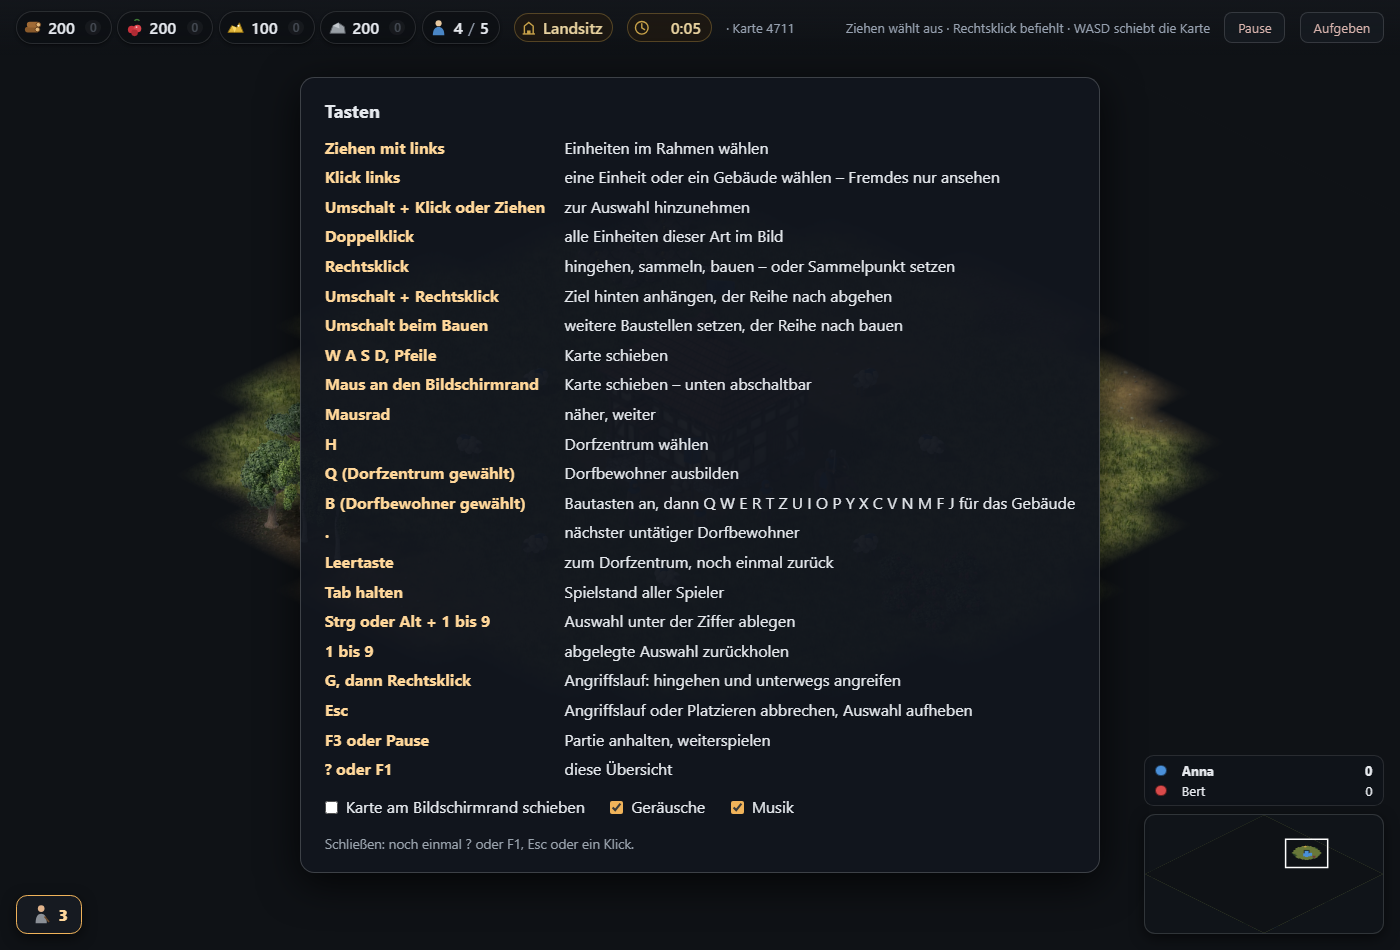 200 0 200 0 100 0 200 0 4 / 5 Landsitz 0:05 · Karte 4711 Ziehen wählt aus · Rechtsklick befiehlt · WASD schiebt die Karte Pause Aufgeben
Tasten
Ziehen mit links Einheiten im Rahmen wählen
Klick links eine Einheit oder ein Gebäude wählen – Fremdes nur ansehen
Umschalt + Klick oder Ziehen zur Auswahl hinzunehmen
Doppelklick alle Einheiten dieser Art im Bild
Rechtsklick hingehen, sammeln, bauen – oder Sammelpunkt setzen
Umschalt + Rechtsklick Ziel hinten anhängen, der Reihe nach abgehen
Umschalt beim Bauen weitere Baustellen setzen, der Reihe nach bauen
W A S D, Pfeile Karte schieben
Maus an den Bildschirmrand Karte schieben – unten abschaltbar
Mausrad näher, weiter
H Dorfzentrum wählen
Q (Dorfzentrum gewählt) Dorfbewohner ausbilden
B (Dorfbewohner gewählt) Bautasten an, dann Q W E R T Z U I O P Y X C V N M F J für das Gebäude
. nächster untätiger Dorfbewohner
Leertaste zum Dorfzentrum, noch einmal zurück
Tab halten Spielstand aller Spieler
Strg oder Alt + 1 bis 9 Auswahl unter der Ziffer ablegen
1 bis 9 abgelegte Auswahl zurückholen
G, dann Rechtsklick Angriffslauf: hingehen und unterwegs angreifen
Esc Angriffslauf oder Platzieren abbrechen, Auswahl aufheben
F3 oder Pause Partie anhalten, weiterspielen
? oder F1 diese Übersicht
Karte am Bildschirmrand schieben Geräusche Musik
Schließen: noch einmal ? oder F1, Esc oder ein Klick.
Anna 0
Bert 0
3